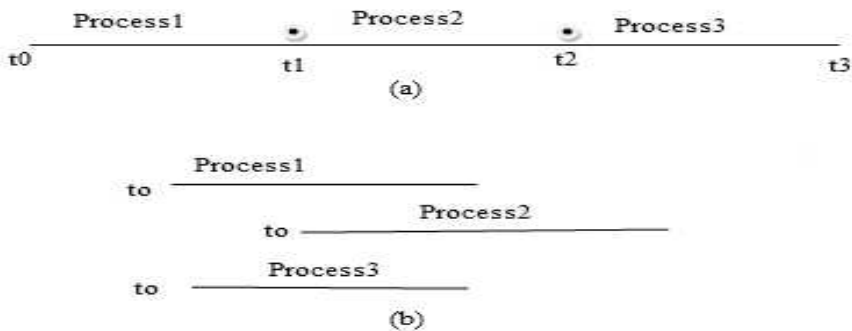 Process1 Process2 Process3
t0 t1 t2 t3
(a)
Process1
to
Process2
to
Process3
to
(b)